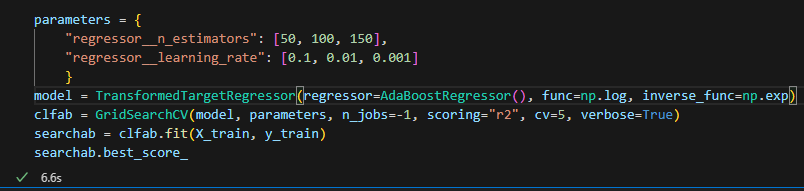 parameters = {
    "regressor__n_estimators": [50, 100, 150],
    "regressor__learning_rate": [0.1, 0.01, 0.001]
    }
model = TransformedTargetRegressor(regressor=AdaBoostRegressor(), func=np.log, inverse_func=np.exp)
clfab = GridSearchCV(model, parameters, n_jobs=-1, scoring="r2", cv=5, verbose=True)
searchab = clfab.fit(X_train, y_train)
searchab.best_score_
✓ 6.6s